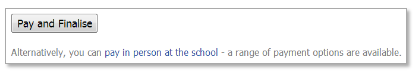 Pay and Finalise
Alternatively, you can pay in person at the school - a range of payment options are available.